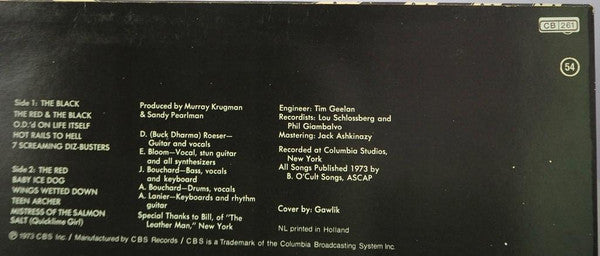 CB 261
54
Side 1: THE BLACK
THE RED & THE BLACK
O.D.'d ON LIFE ITSELF
HOT RAILS TO HELL
7 SCREAMING DIZ-BUSTERS
Side 2: THE RED
BABY ICE DOG
WINGS WETTED DOWN
TEEN ARCHER
MISTRESS OF THE SALMON
SALT (Quicklime Girl)
Produced by Murray Krugman
& Sandy Pearlman
D. (Buck Dharma) Roeser—
Guitar and vocals
E. Bloom—Vocal, stun guitar
and all synthesizers
J. Bouchard—Bass, vocals
and keyboard
A. Bouchard—Drums, vocals
A. Lanier—Keyboards and rhythm
guitar
Special Thanks to Bill, of "The
Leather Man," New York
Engineer: Tim Geelan
Recordists: Lou Schlossberg and
Phil Giambalvo
Mastering: Jack Ashkinazy
Recorded at Columbia Studios,
New York
All Songs Published 1973 by
B. O'Cult Songs, ASCAP
Cover by: Gawlik
NL printed in Holland
℗ 1973 CBS Inc. / Manufactured by CBS Records / CBS is a Trademark of the Columbia Broadcasting System Inc.